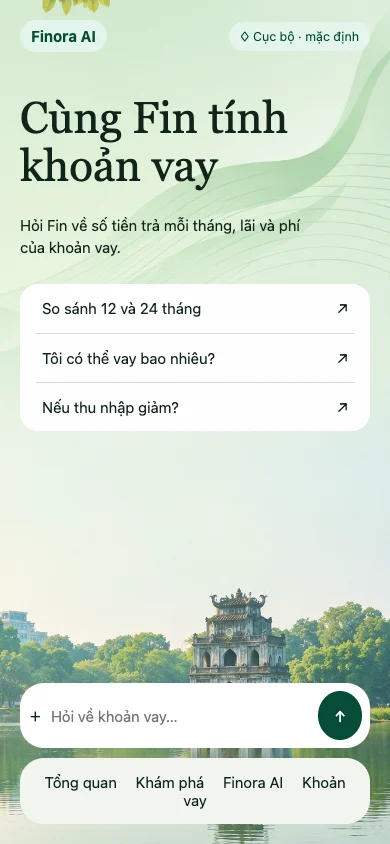 Finora AI
◊ Cục bộ · mặc định
Cùng Fin tính
khoản vay
Hỏi Fin về số tiền trả mỗi tháng, lãi và phí
của khoản vay.
So sánh 12 và 24 tháng
Tôi có thể vay bao nhiêu?
Nếu thu nhập giảm?
+ Hỏi về khoản vay...
Tổng quan Khám phá Finora AI Khoản
vay